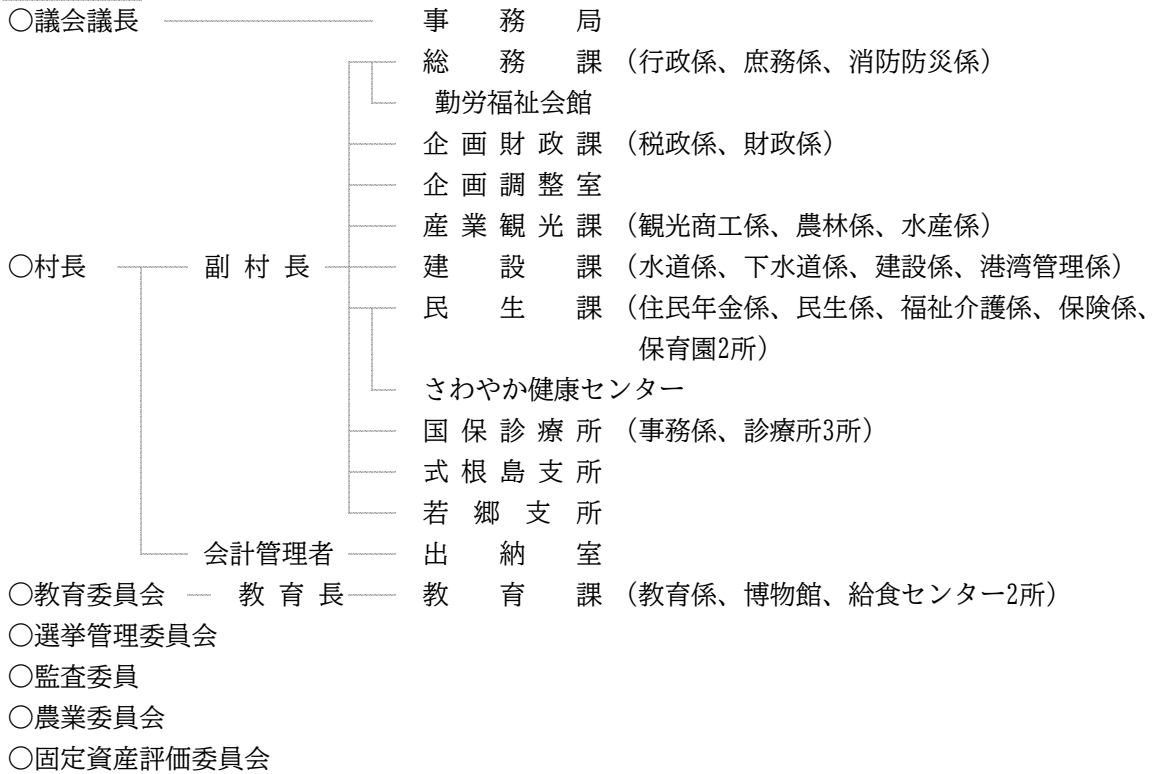 ○議会議長 事務局
総務課（行政係、庶務係、消防防災係）
勤労福祉会館
企画財政課（税政係、財政係）
企画調整室
産業観光課（観光商工係、農林係、水産係）
○村長 副村長 建設課（水道係、下水道係、建設係、港湾管理係）
民生課（住民年金係、民生係、福祉介護係、保険係、
保育園2所）
さわやか健康センター
国保診療所（事務係、診療所3所）
式根島支所
若郷支所
会計管理者 出納室
○教育委員会 教育長 教育課（教育係、博物館、給食センター2所）
○選挙管理委員会
○監査委員
○農業委員会
○固定資産評価委員会